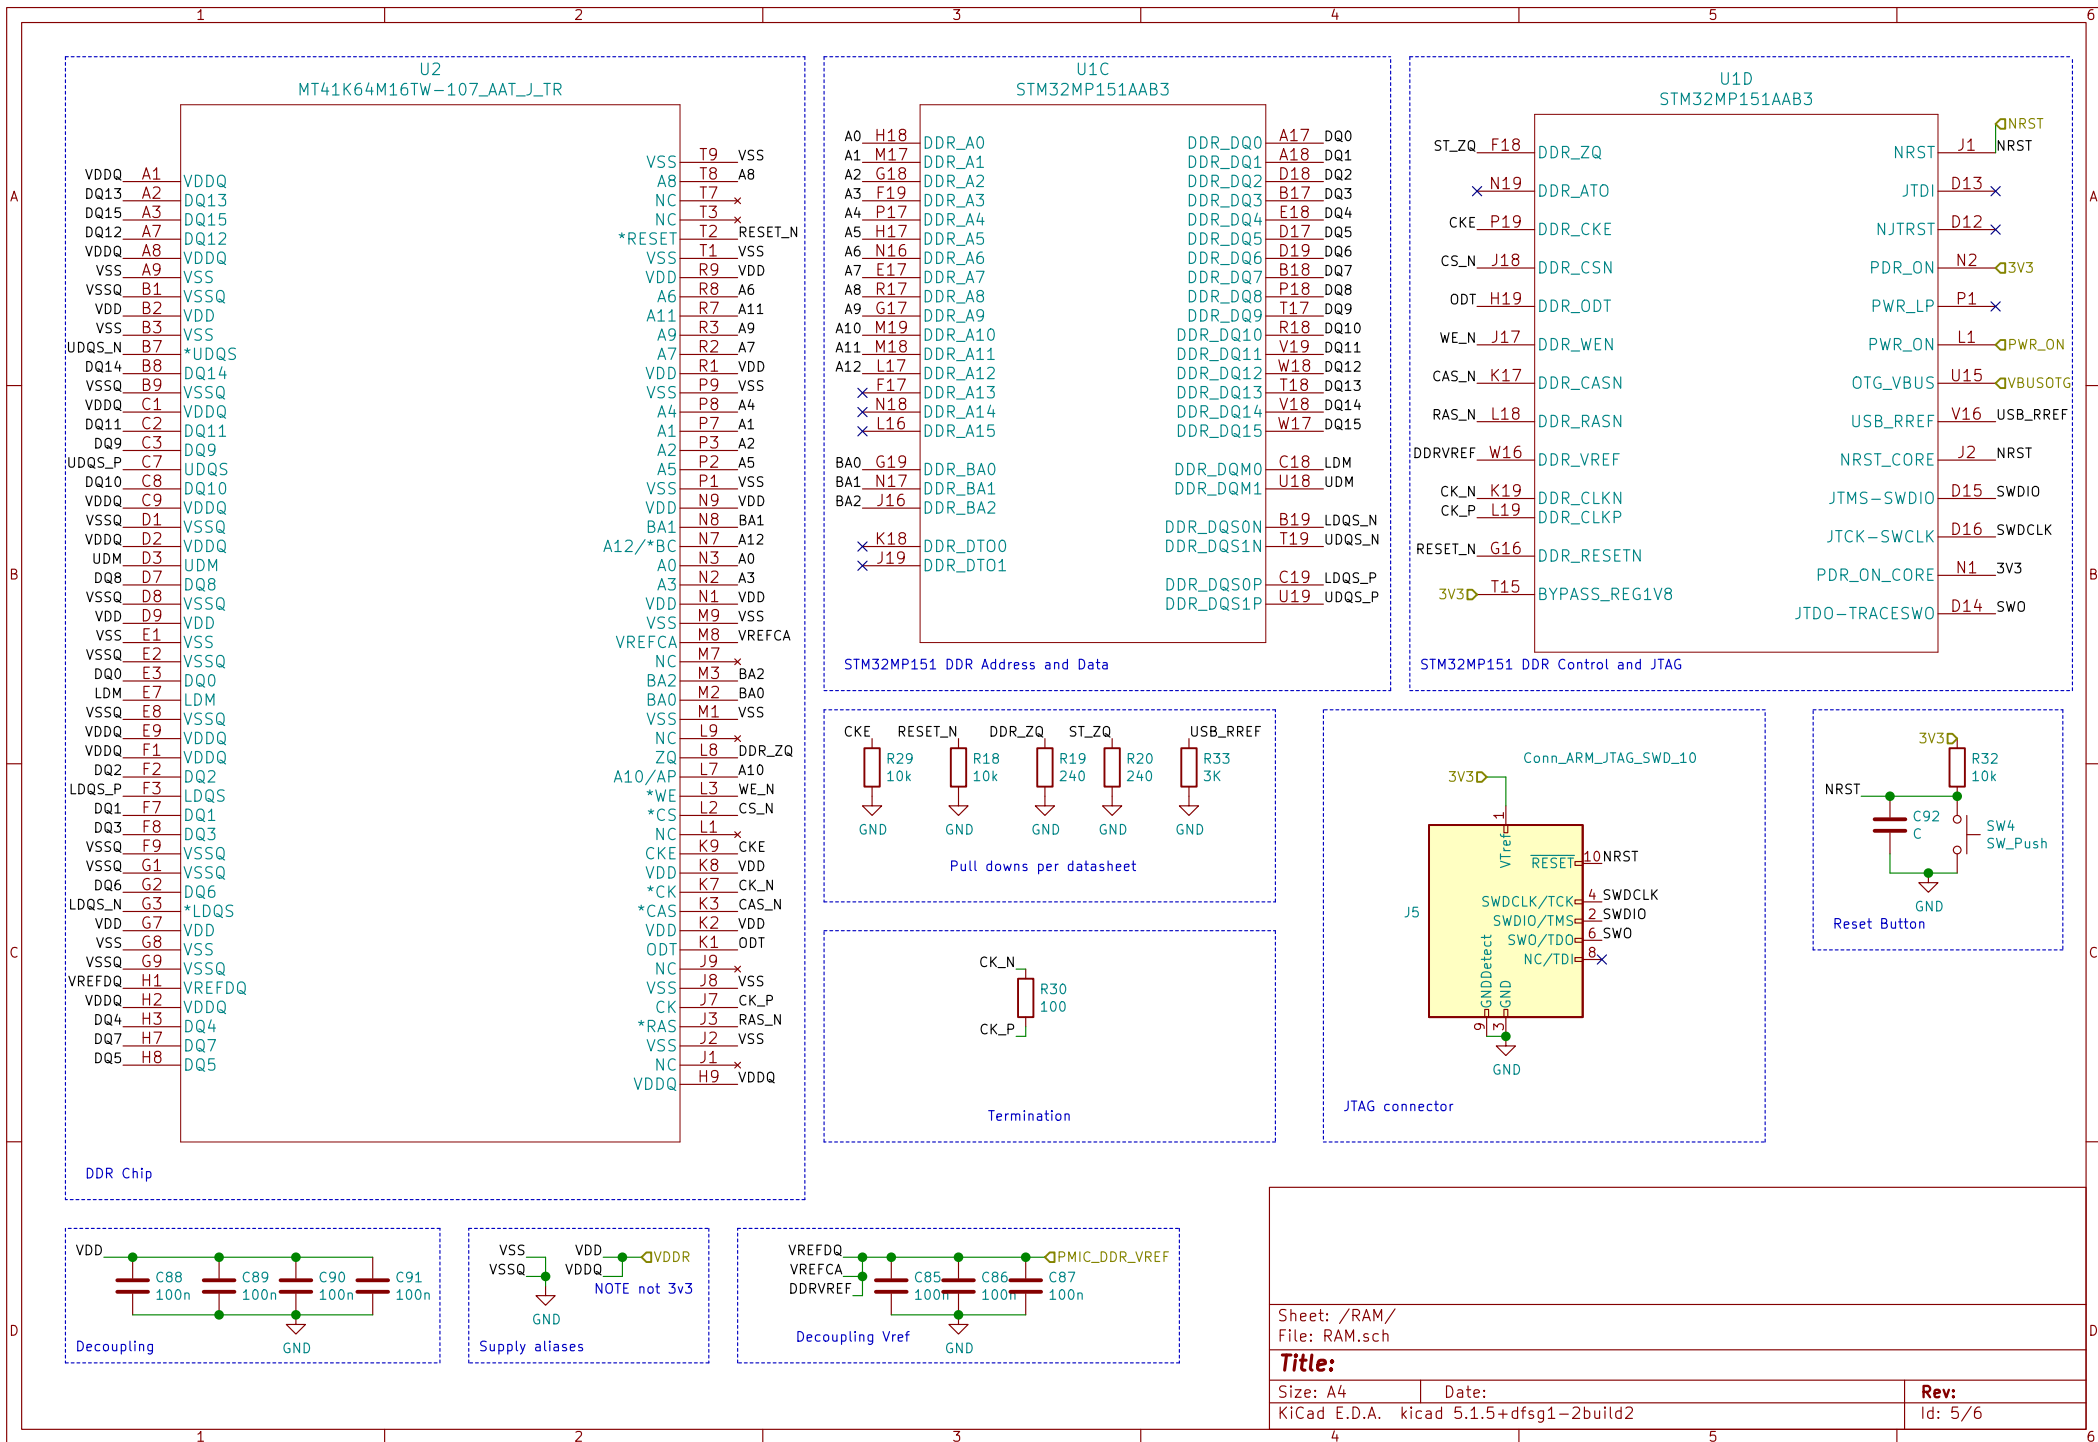 1 2 3 4 5 6
A
B
C
D
A
B
C
D
U2
MT41K64M16TW-107_AAT_J_TR
VDDQ A1 VDDQ
DQ13 A2 DQ13
DQ15 A3 DQ15
DQ12 A7 DQ12
VDDQ A8 VDDQ
VSS A9 VSS
VSSQ B1 VSSQ
VDD B2 VDD
VSS B3 VSS
UDQS_N B7 *UDQS
DQ14 B8 DQ14
VSSQ B9 VSSQ
VDDQ C1 VDDQ
DQ11 C2 DQ11
DQ9 C3 DQ9
UDQS_P C7 UDQS
DQ10 C8 DQ10
VDDQ C9 VDDQ
VSSQ D1 VSSQ
VDDQ D2 VDDQ
UDM D3 UDM
DQ8 D7 DQ8
VSSQ D8 VSSQ
VDD D9 VDD
VSS E1 VSS
VSSQ E2 VSSQ
DQ0 E3 DQ0
LDM E7 LDM
VSSQ E8 VSSQ
VDDQ E9 VDDQ
VDDQ F1 VDDQ
DQ2 F2 DQ2
LDQS_P F3 LDQS
DQ1 F7 DQ1
DQ3 F8 DQ3
VSSQ F9 VSSQ
VSSQ G1 VSSQ
DQ6 G2 DQ6
LDQS_N G3 *LDQS
VDD G7 VDD
VSS G8 VSS
VSSQ G9 VSSQ
VREFDQ H1 VREFDQ
VDDQ H2 VDDQ
DQ4 H3 DQ4
DQ7 H7 DQ7
DQ5 H8 DQ5
VSS T9 VSS
A8 T8 A8
NC T7
NC T3
*RESET T2 RESET_N
VSS T1 VSS
VDD R9 VDD
A6 R8 A6
A11 R7 A11
A9 R3 A9
A7 R2 A7
VDD R1 VDD
VSS P9 VSS
A4 P8 A4
A1 P7 A1
A2 P3 A2
A5 P2 A5
VSS P1 VSS
VDD N9 VDD
BA1 N8 BA1
A12/*BC N7 A12
A0 N3 A0
A3 N2 A3
VDD N1 VDD
VSS M9 VSS
VREFCA M8 VREFCA
NC M7
BA2 M3 BA2
BA0 M2 BA0
VSS M1 VSS
NC L9
ZQ L8 DDR_ZQ
A10/AP L7 A10
*WE L3 WE_N
*CS L2 CS_N
NC L1
CKE K9 CKE
VDD K8 VDD
*CK K7 CK_N
*CAS K3 CAS_N
VDD K2 VDD
ODT K1 ODT
NC J9
VSS J8 VSS
CK J7 CK_P
*RAS J3 RAS_N
VSS J2 VSS
NC J1
VDDQ H9 VDDQ
DDR Chip
U1C
STM32MP151AAB3
A0 H18 DDR_A0
A1 M17 DDR_A1
A2 G18 DDR_A2
A3 F19 DDR_A3
A4 P17 DDR_A4
A5 H17 DDR_A5
A6 N16 DDR_A6
A7 E17 DDR_A7
A8 R17 DDR_A8
A9 G17 DDR_A9
A10 M19 DDR_A10
A11 M18 DDR_A11
A12 L17 DDR_A12
F17 DDR_A13
N18 DDR_A14
L16 DDR_A15
BA0 G19 DDR_BA0
BA1 N17 DDR_BA1
BA2 J16 DDR_BA2
K18 DDR_DTO0
J19 DDR_DTO1
DDR_DQ0 A17 DQ0
DDR_DQ1 A18 DQ1
DDR_DQ2 D18 DQ2
DDR_DQ3 B17 DQ3
DDR_DQ4 E18 DQ4
DDR_DQ5 D17 DQ5
DDR_DQ6 D19 DQ6
DDR_DQ7 B18 DQ7
DDR_DQ8 P18 DQ8
DDR_DQ9 T17 DQ9
DDR_DQ10 R18 DQ10
DDR_DQ11 V19 DQ11
DDR_DQ12 W18 DQ12
DDR_DQ13 T18 DQ13
DDR_DQ14 V18 DQ14
DDR_DQ15 W17 DQ15
DDR_DQM0 C18 LDM
DDR_DQM1 U18 UDM
DDR_DQS0N B19 LDQS_N
DDR_DQS1N T19 UDQS_N
DDR_DQS0P C19 LDQS_P
DDR_DQS1P U19 UDQS_P
STM32MP151 DDR Address and Data
U1D
STM32MP151AAB3
ST_ZQ F18 DDR_ZQ
N19 DDR_ATO
CKE P19 DDR_CKE
CS_N J18 DDR_CSN
ODT H19 DDR_ODT
WE_N J17 DDR_WEN
CAS_N K17 DDR_CASN
RAS_N L18 DDR_RASN
DDRVREF W16 DDR_VREF
CK_N K19 DDR_CLKN
CK_P L19 DDR_CLKP
RESET_N G16 DDR_RESETN
3V3 T15 BYPASS_REG1V8
NRST
NRST J1 NRST
JTDI D13
NJTRST D12
PDR_ON N2 3V3
PWR_LP P1
PWR_ON L1 PWR_ON
OTG_VBUS U15 VBUSOTG
USB_RREF V16 USB_RREF
NRST_CORE J2 NRST
JTMS-SWDIO D15 SWDIO
JTCK-SWCLK D16 SWDCLK
PDR_ON_CORE N1 3V3
JTDO-TRACESWO D14 SWO
STM32MP151 DDR Control and JTAG
CKE RESET_N DDR_ZQ ST_ZQ USB_RREF
R29 R18 R19 R20 R33
10k 10k 240 240 3K
GND GND GND GND GND
Pull downs per datasheet
CK_N
R30
100
CK_P
Termination
Conn_ARM_JTAG_SWD_10
3V3
1
VTref
RESET 10 NRST
SWDCLK/TCK 4 SWDCLK
J5
SWDIO/TMS 2 SWDIO
SWO/TDO 6 SWO
NC/TDI 8
GNDDetect
GND
9 3
GND
JTAG connector
3V3
R32
10k
NRST
C92
C
SW4
SW_Push
GND
Reset Button
VDD
C88 C89 C90 C91
100n 100n 100n 100n
GND
Decoupling
VSS
VSSQ
GND
VDD
VDDQ
VDDR
NOTE not 3v3
Supply aliases
VREFDQ
VREFCA
DDRVREF
PMIC_DDR_VREF
C85 C86 C87
100n 100n 100n
GND
Decoupling Vref
Sheet: /RAM/
File: RAM.sch
Title:
Size: A4 Date: Rev:
KiCad E.D.A. kicad 5.1.5+dfsg1-2build2 Id: 5/6
1 2 3 4 5 6